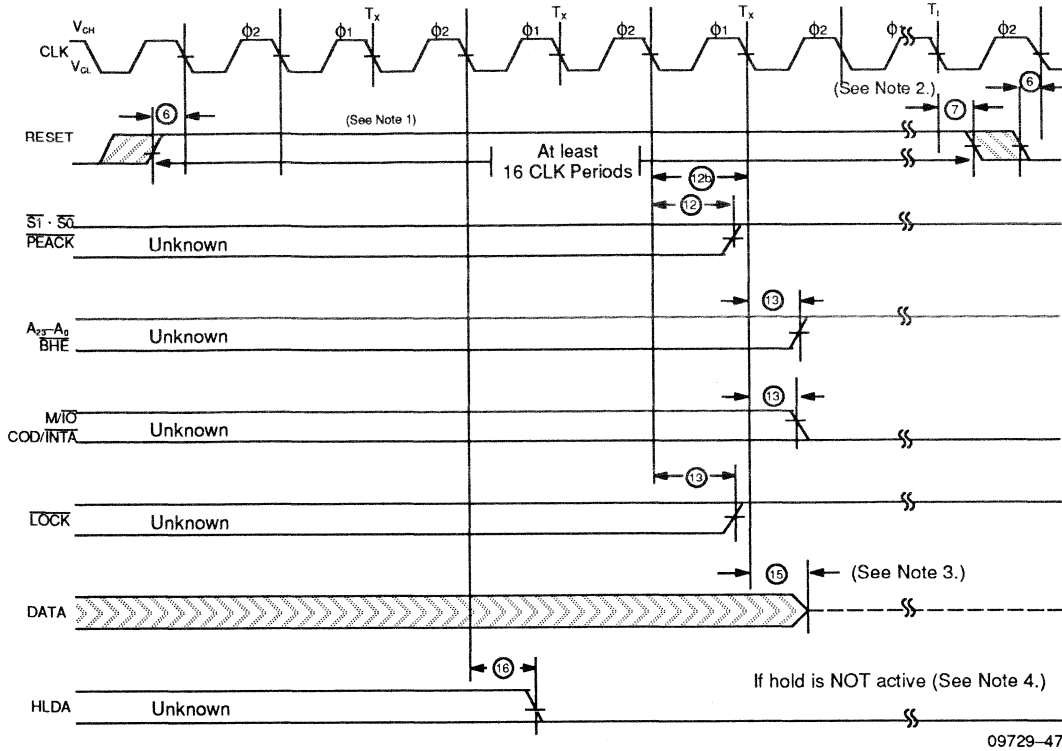 V_CH
CLK
V_CL
ϕ2
ϕ1
T_X
ϕ2
ϕ1
T_X
ϕ2
ϕ1
T_X
ϕ2
T_I
ϕ2
(See Note 2.)
6
7
6
RESET
(See Note 1)
At least
16 CLK Periods
12b
12
S1 · S0
PEACK
Unknown
13
A23–A0
BHE
Unknown
13
M/IO
COD/INTA
Unknown
13
LOCK
Unknown
15
(See Note 3.)
DATA
16
HLDA
Unknown
If hold is NOT active (See Note 4.)
09729–47